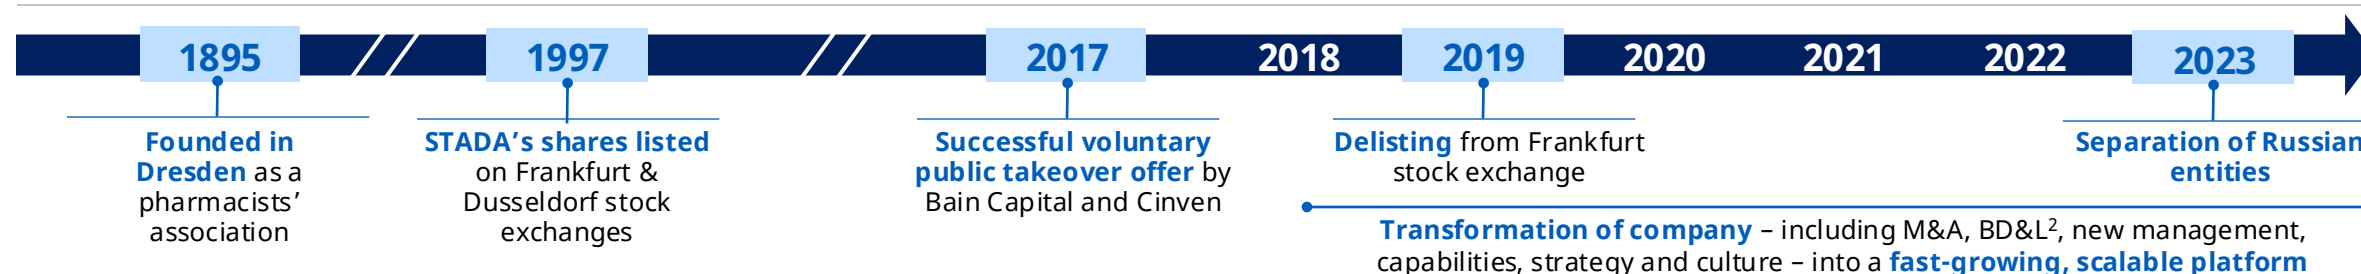 1895
1997
2017
2018
2019
2020
2021
2022
2023
Founded in
Dresden as a
pharmacists’
association
STADA’s shares listed
on Frankfurt &
Dusseldorf stock
exchanges
Successful voluntary
public takeover offer by
Bain Capital and Cinven
Delisting from Frankfurt
stock exchange
Separation of Russian
entities
Transformation of company – including M&A, BD&L², new management,
capabilities, strategy and culture – into a fast-growing, scalable platform